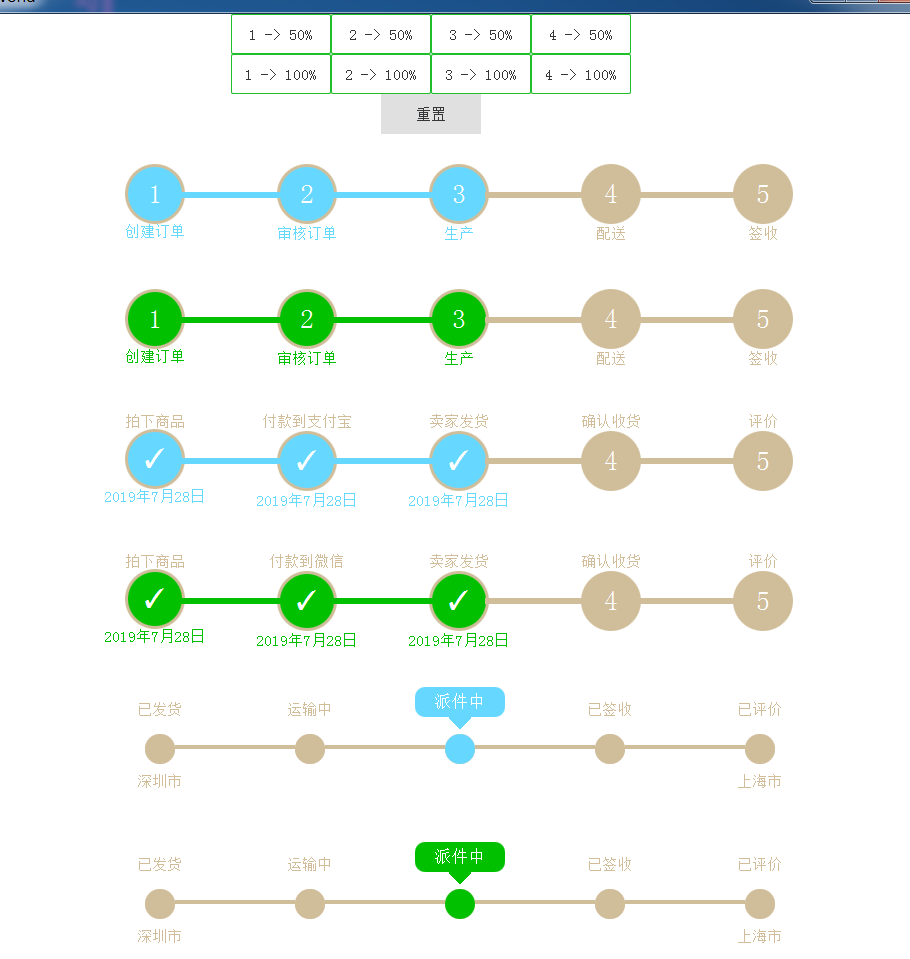 1 -> 50% 2 -> 50% 3 -> 50% 4 -> 50%
1 -> 100% 2 -> 100% 3 -> 100% 4 -> 100%
重置
1 2 3 4 5
创建订单 审核订单 生产 配送 签收
1 2 3 4 5
创建订单 审核订单 生产 配送 签收
拍下商品 付款到支付宝 卖家发货 确认收货 评价
✓ ✓ ✓ 4 5
2019年7月28日 2019年7月28日 2019年7月28日
拍下商品 付款到微信 卖家发货 确认收货 评价
✓ ✓ ✓ 4 5
2019年7月28日 2019年7月28日 2019年7月28日
已发货 运输中 派件中 已签收 已评价
深圳市 上海市
已发货 运输中 派件中 已签收 已评价
深圳市 上海市